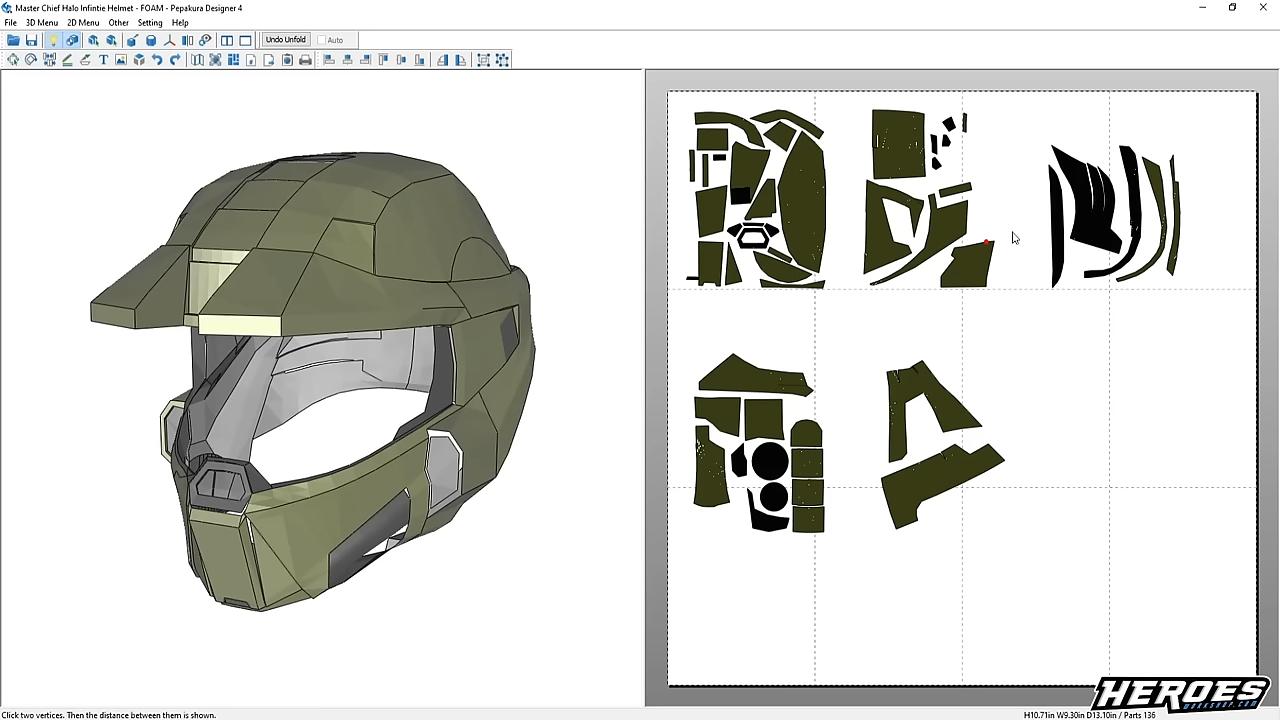 Master Chief Halo Infintie Helmet - FOAM - Pepakura Designer 4
File 3D Menu 2D Menu Other Setting Help
Undo Unfold Auto
HEROES
WORKSHOP.COM
Click two vertices. Then the distance between them is shown. H10.71in W9.30in D13.10in / Parts 136